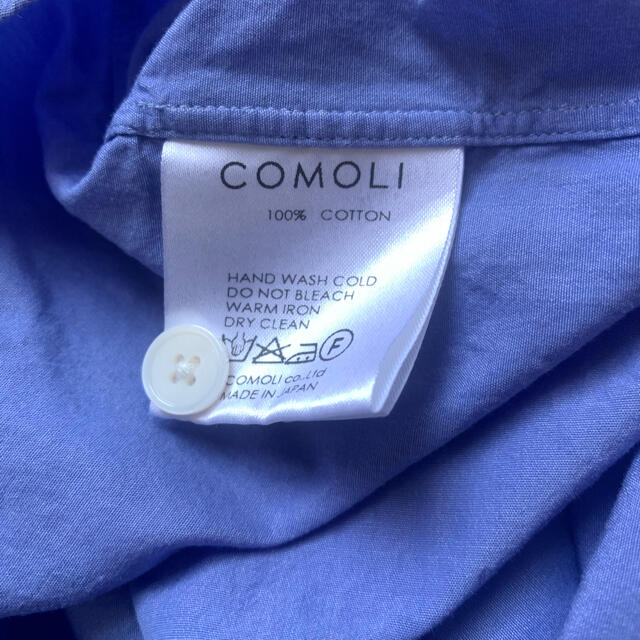 COMOLI
100% COTTON
HAND WASH COLD
DO NOT BLEACH
WARM IRON
DRY CLEAN
F
COMOLI co.,Ltd
MADE IN JAPAN